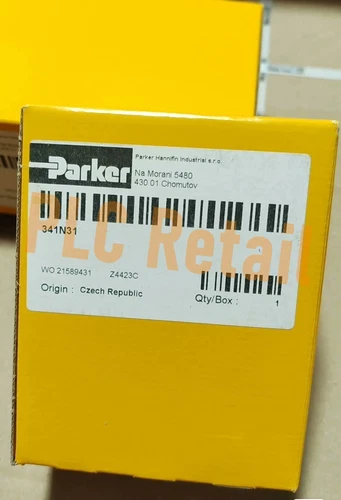 Parker
Parker Hannifin Industrial s.r.o.
Na Morani 5480
430 01 Chomutov
341N31
PLC Retail
WO 21589431 Z4423C
Origin : Czech Republic
Qty/Box : 1